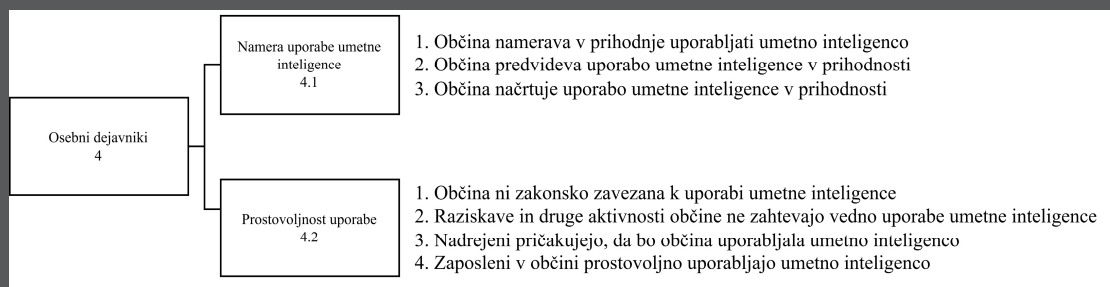 Osebni dejavniki
4
Namera uporabe umetne
inteligence
4.1
1. Občina namerava v prihodnje uporabljati umetno inteligenco
2. Občina predvideva uporabo umetne inteligence v prihodnosti
3. Občina načrtuje uporabo umetne inteligence v prihodnosti
Prostovoljnost uporabe
4.2
1. Občina ni zakonsko zavezana k uporabi umetne inteligence
2. Raziskave in druge aktivnosti občine ne zahtevajo vedno uporabe umetne inteligence
3. Nadrejeni pričakujejo, da bo občina uporabljala umetno inteligenco
4. Zaposleni v občini prostovoljno uporabljajo umetno inteligenco